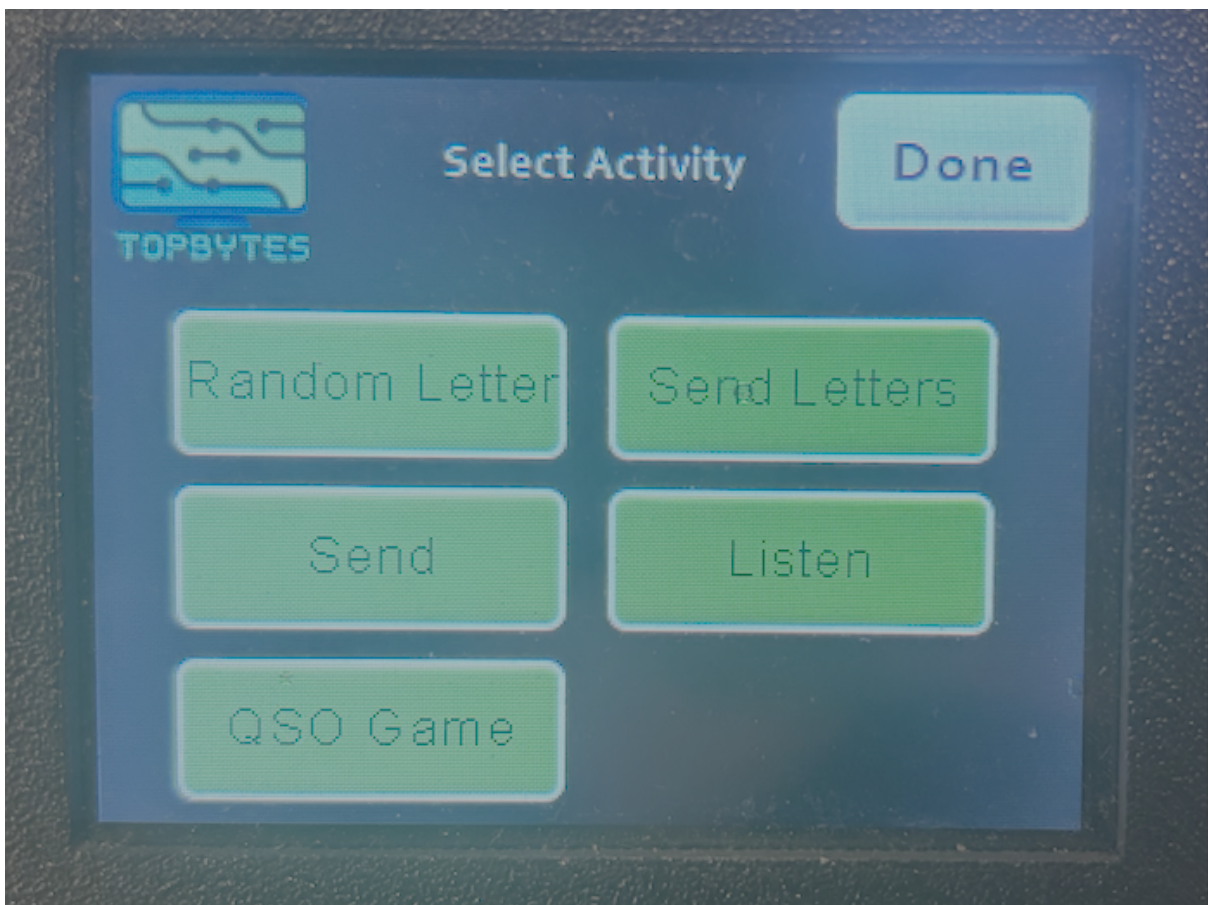 Select Activity
Done
TOPBYTES
Random Letter
Send Letters
Send
Listen
QSO Game